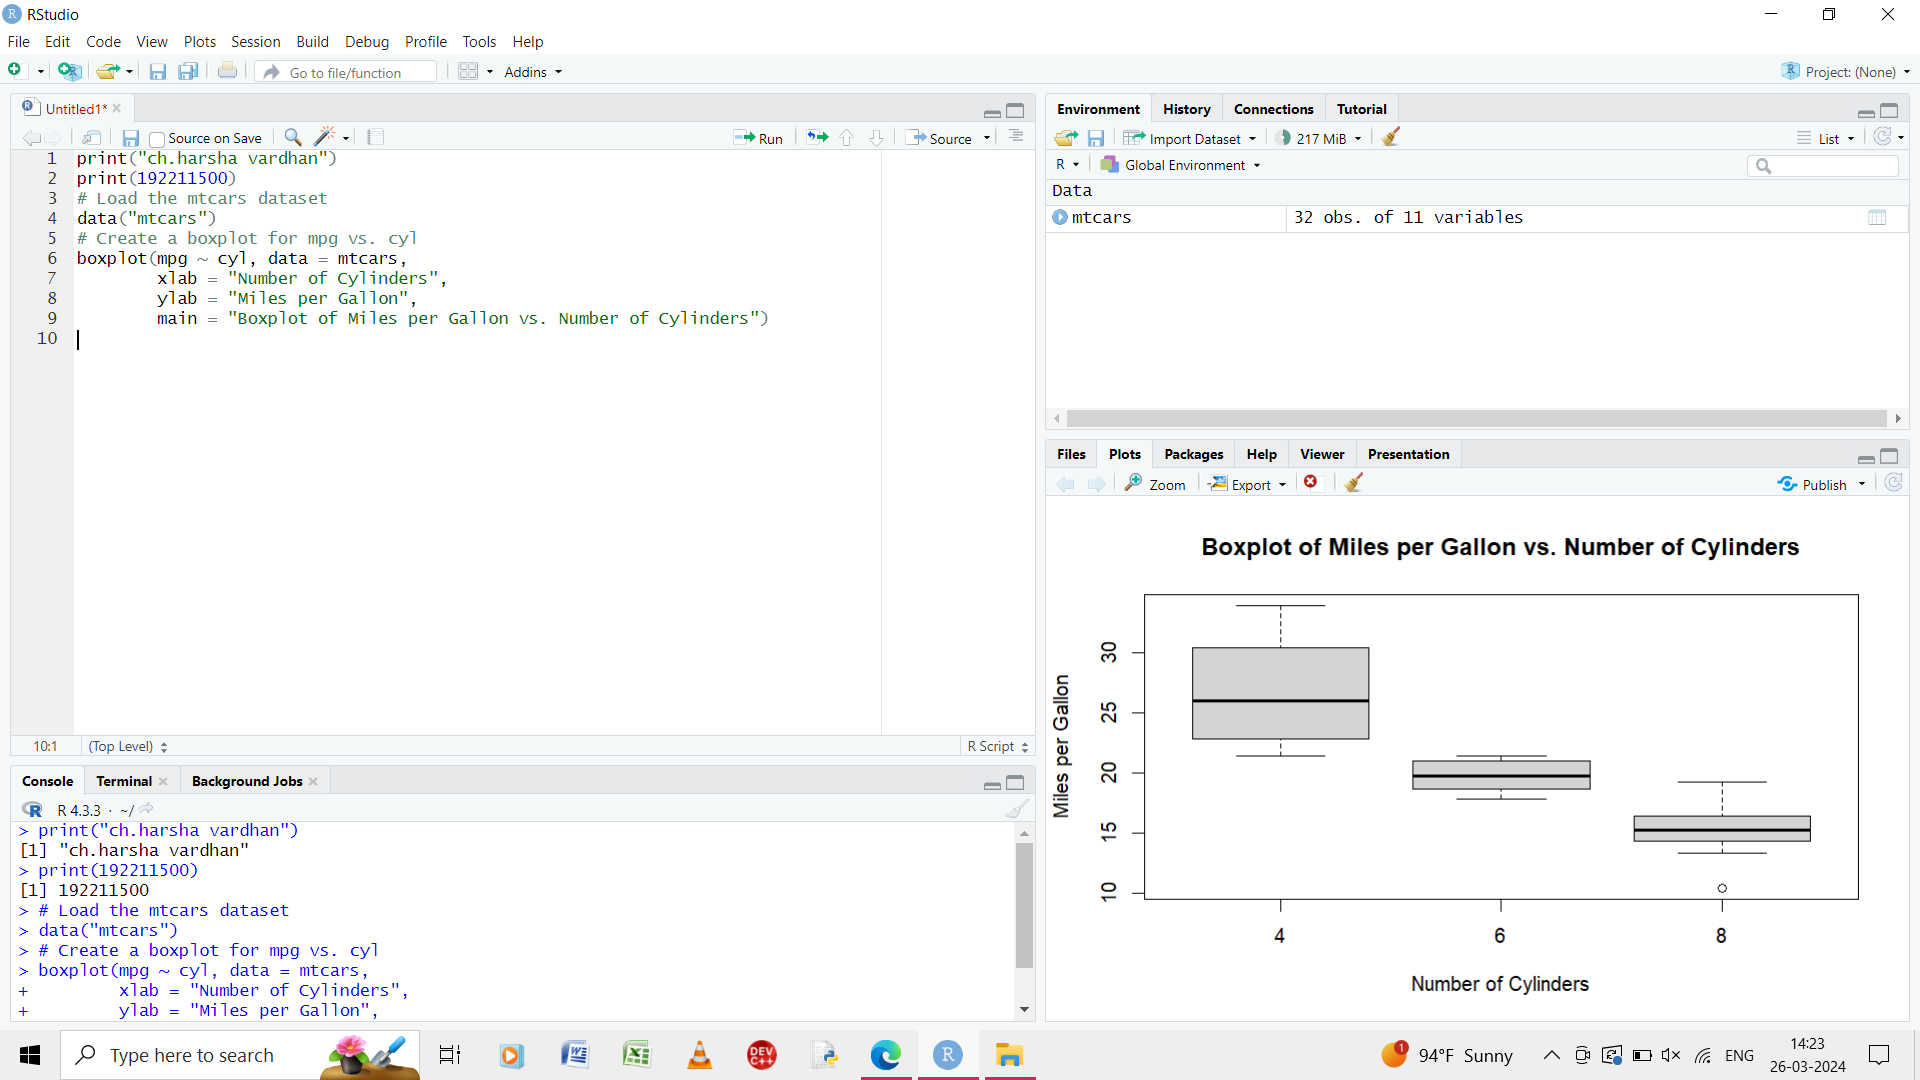 RStudio
File Edit Code View Plots Session Build Debug Profile Tools Help
Go to file/function Addins Project: (None)
Untitled1*
Source on Save Run Source
1 print("ch.harsha vardhan")
2 print(192211500)
3 # Load the mtcars dataset
4 data("mtcars")
5 # Create a boxplot for mpg vs. cyl
6 boxplot(mpg ~ cyl, data = mtcars,
7 xlab = "Number of Cylinders",
8 ylab = "Miles per Gallon",
9 main = "Boxplot of Miles per Gallon vs. Number of Cylinders")
10
10:1 (Top Level) R Script
Console Terminal Background Jobs
R 4.3.3 · ~/
> print("ch.harsha vardhan")
[1] "ch.harsha vardhan"
> print(192211500)
[1] 192211500
> # Load the mtcars dataset
> data("mtcars")
> # Create a boxplot for mpg vs. cyl
> boxplot(mpg ~ cyl, data = mtcars,
+ xlab = "Number of Cylinders",
+ ylab = "Miles per Gallon",
Environment History Connections Tutorial
Import Dataset 217 MiB List
R Global Environment
Data
mtcars 32 obs. of 11 variables
Files Plots Packages Help Viewer Presentation
Zoom Export Publish
Boxplot of Miles per Gallon vs. Number of Cylinders
Miles per Gallon
30
25
20
15
10
4 6 8
Number of Cylinders
Type here to search DEV C++ 1 94°F Sunny ENG 14:23
26-03-2024